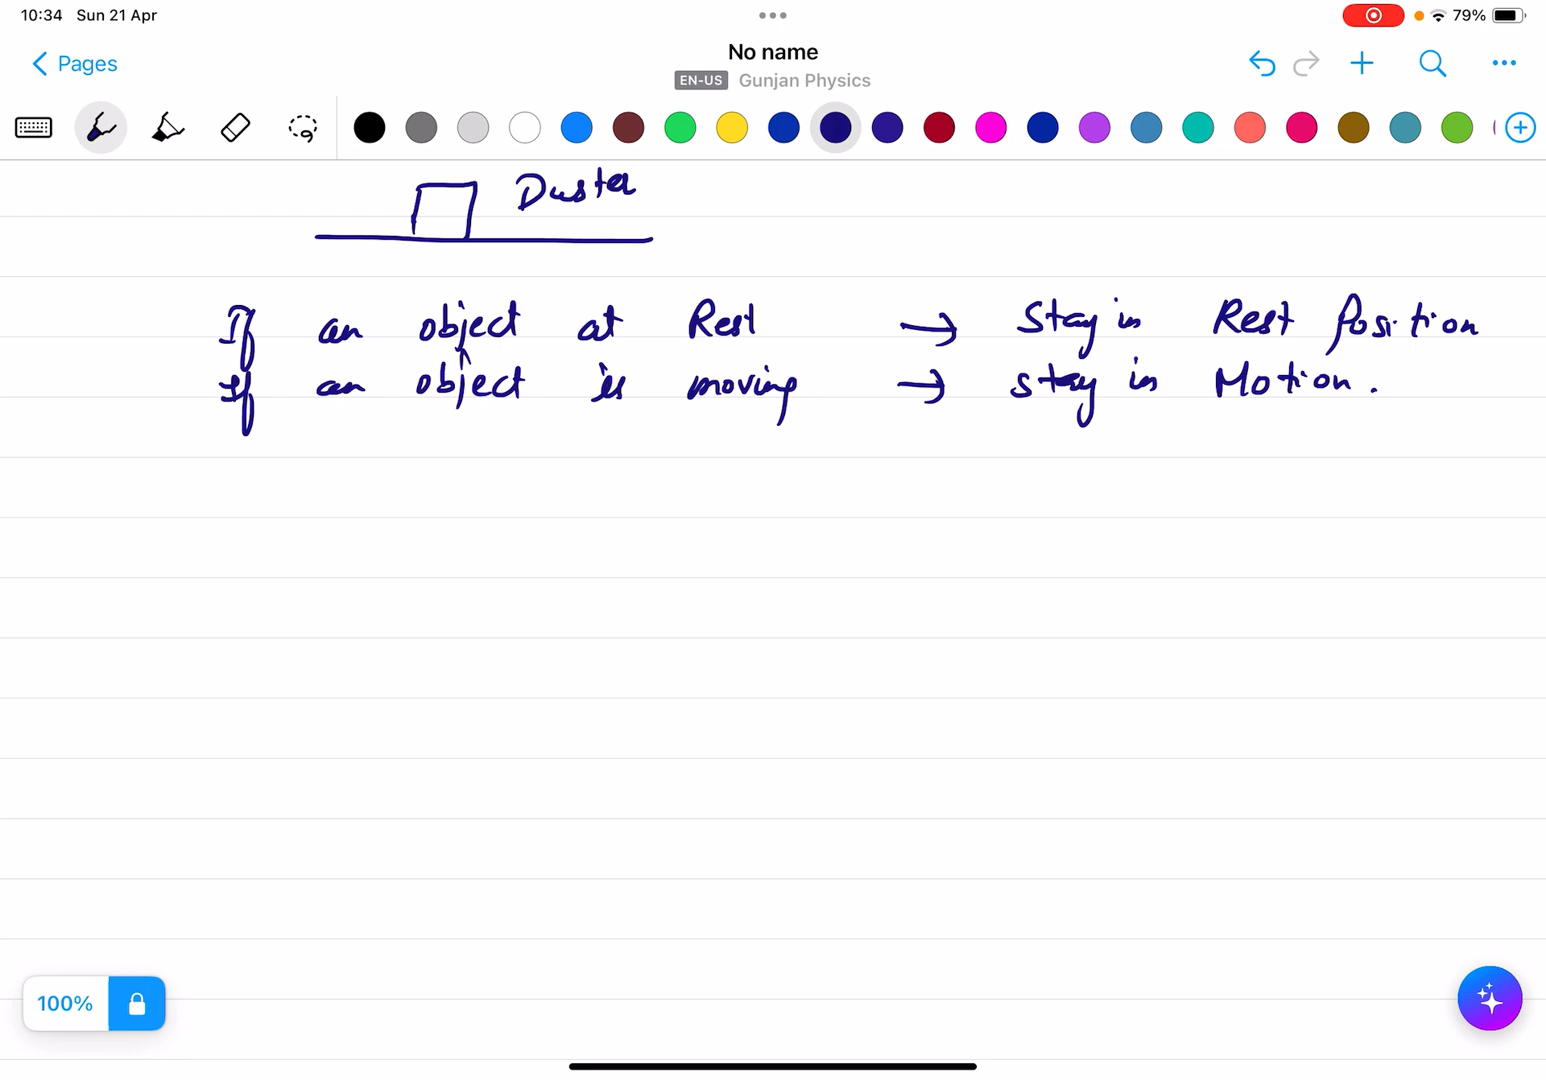 10:34 Sun 21 Apr
79%
Pages
No name
EN-US Gunjan Physics
Duster
If an object at Rest → Stay in Rest Position
If an object is moving → stay in Motion.
100%